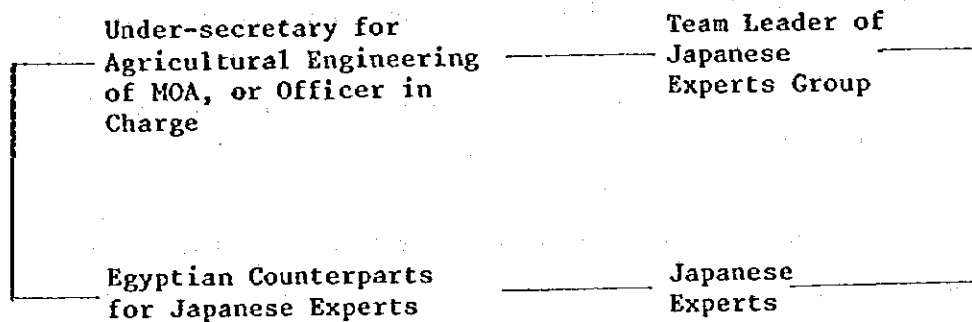 Under-secretary for
Agricultural Engineering
of MOA, or Officer in
Charge
Team Leader of
Japanese
Experts Group
Egyptian Counterparts
for Japanese Experts
Japanese
Experts